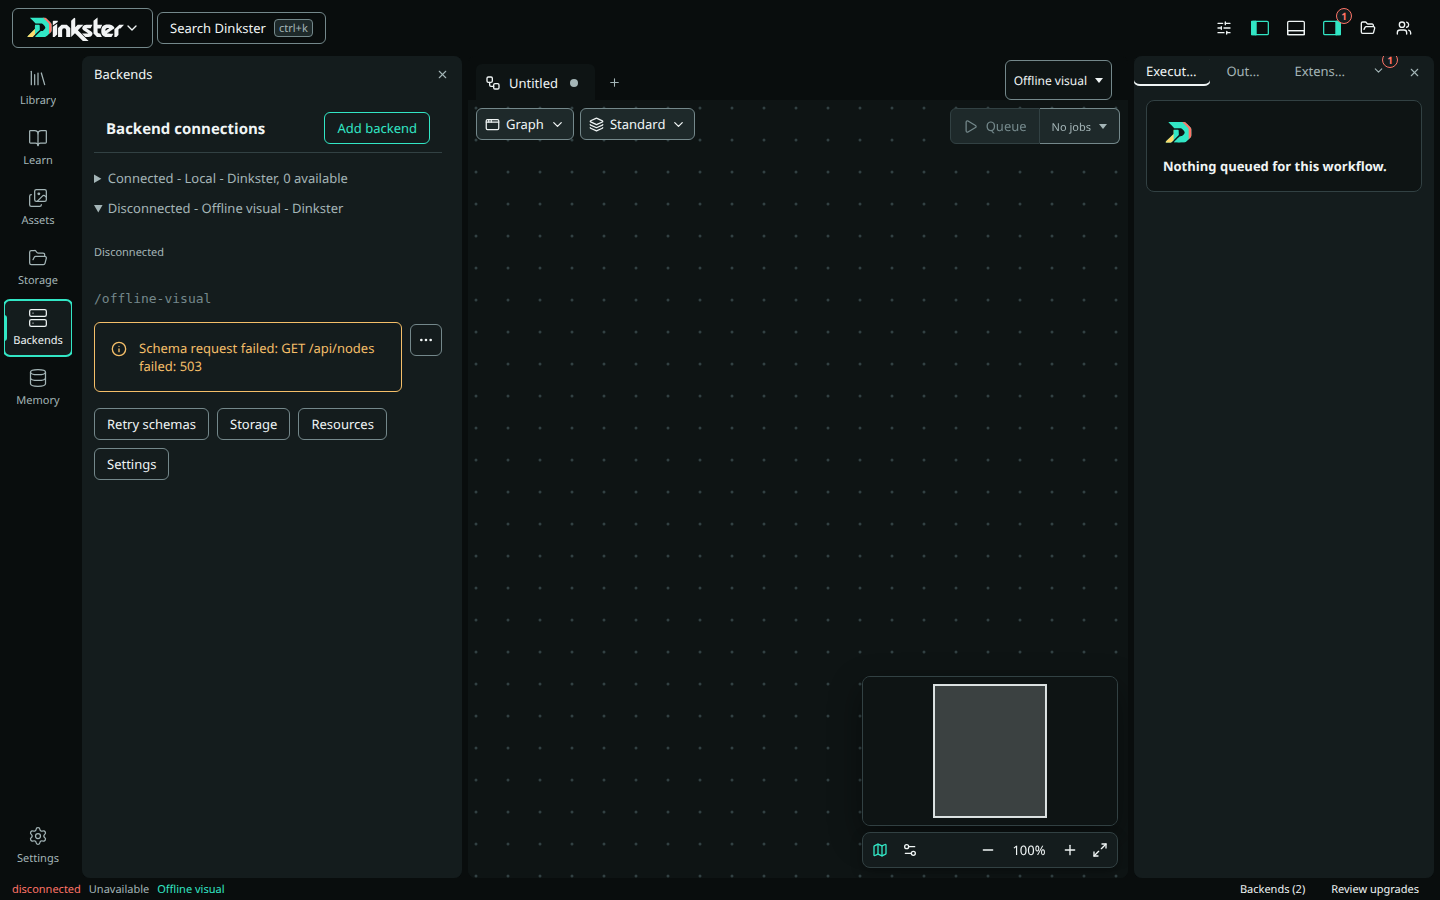 Dinkster
Search Dinkster ctrl+k
1
Library
Learn
Assets
Storage
Backends
Memory
Settings
Backends
Backend connections
Add backend
Connected - Local - Dinkster, 0 available
Disconnected - Offline visual - Dinkster
Disconnected
/offline-visual
Schema request failed: GET /api/nodes
failed: 503
Retry schemas
Storage
Resources
Settings
Untitled
Offline visual
Graph
Standard
Queue
No jobs
100%
Execut...
Out...
Extens...
1
Nothing queued for this workflow.
disconnected Unavailable Offline visual
Backends (2)
Review upgrades